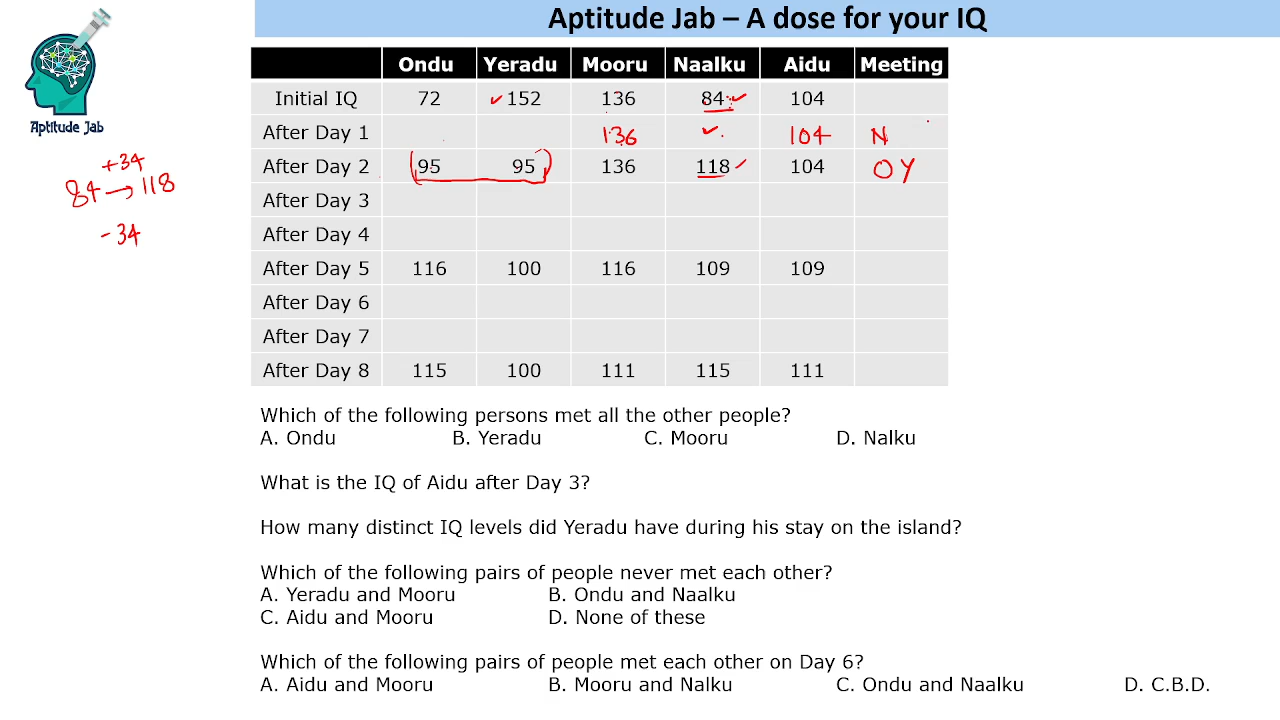 Aptitude Jab – A dose for your IQ
Aptitude Jab
Ondu Yeradu Mooru Naalku Aidu Meeting
Initial IQ 72 152 136 84 104
After Day 1 136 104 N
After Day 2 95 95 136 118 104 OY
After Day 3
After Day 4
After Day 5 116 100 116 109 109
After Day 6
After Day 7
After Day 8 115 100 111 115 111
+34
84 → 118
-34
Which of the following persons met all the other people?
A. Ondu B. Yeradu C. Mooru D. Nalku
What is the IQ of Aidu after Day 3?
How many distinct IQ levels did Yeradu have during his stay on the island?
Which of the following pairs of people never met each other?
A. Yeradu and Mooru B. Ondu and Naalku
C. Aidu and Mooru D. None of these
Which of the following pairs of people met each other on Day 6?
A. Aidu and Mooru B. Mooru and Nalku C. Ondu and Naalku D. C.B.D.